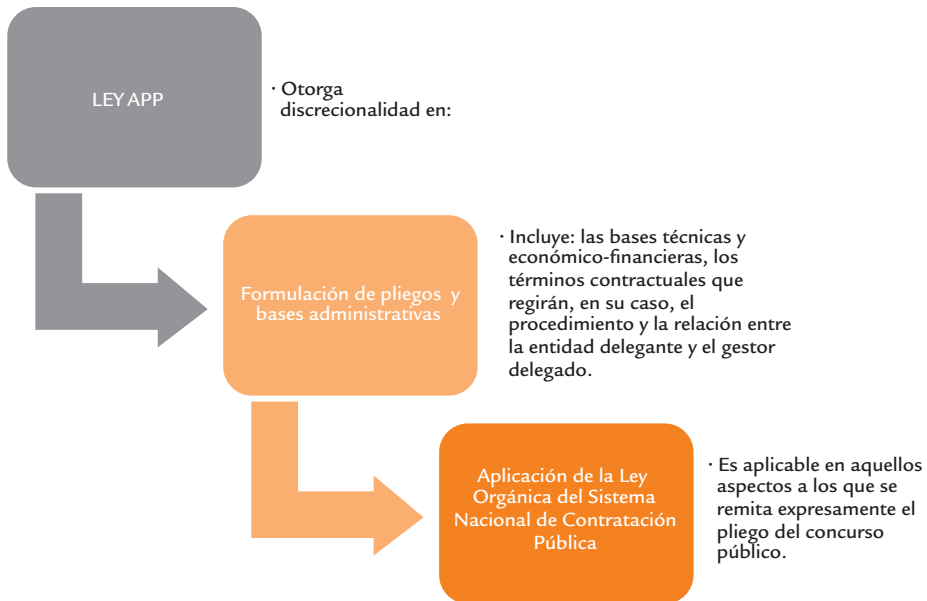 LEY APP
· Otorga
discrecionalidad en:
Formulación de pliegos y
bases administrativas
· Incluye: las bases técnicas y
económico-financieras, los
términos contractuales que
regirán, en su caso, el
procedimiento y la relación entre
la entidad delegante y el gestor
delegado.
Aplicación de la Ley
Orgánica del Sistema
Nacional de Contratación
Pública
· Es aplicable en aquellos
aspectos a los que se
remita expresamente el
pliego del concurso
público.